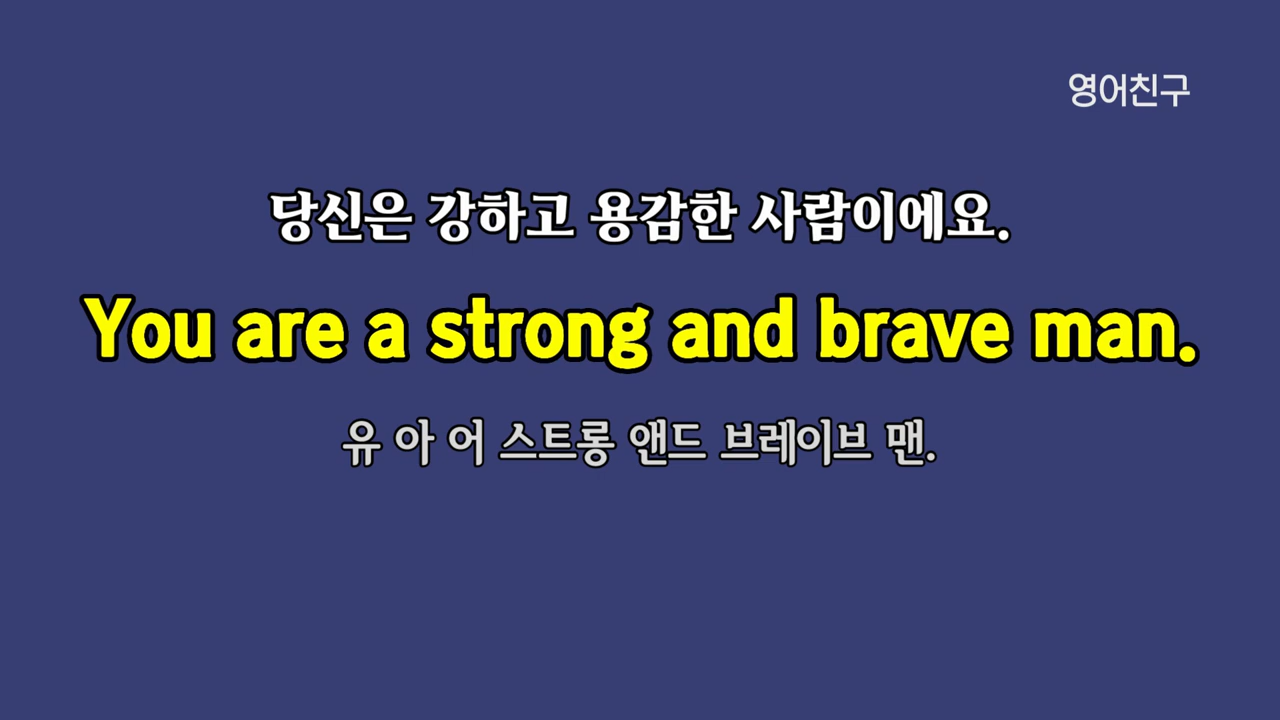 영어친구
당신은 강하고 용감한 사람이에요.
You are a strong and brave man.
유 아 어 스트롱 앤드 브레이브 맨.